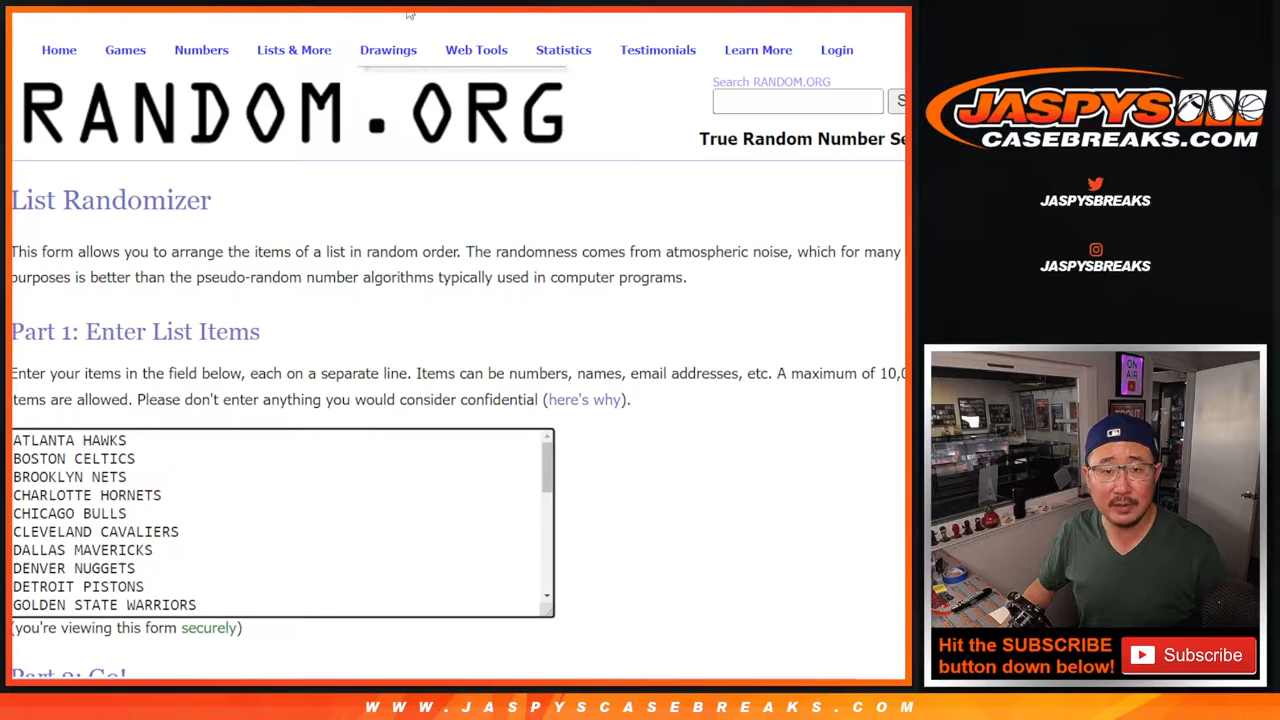 Home Games Numbers Lists & More Drawings Web Tools Statistics Testimonials Learn More Login
RANDOM.ORG
Search RANDOM.ORG
S
True Random Number Se
List Randomizer
This form allows you to arrange the items of a list in random order. The randomness comes from atmospheric noise, which for many
purposes is better than the pseudo-random number algorithms typically used in computer programs.
Part 1: Enter List Items
Enter your items in the field below, each on a separate line. Items can be numbers, names, email addresses, etc. A maximum of 10,0
items are allowed. Please don't enter anything you would consider confidential (here's why).
ATLANTA HAWKS
BOSTON CELTICS
BROOKLYN NETS
CHARLOTTE HORNETS
CHICAGO BULLS
CLEVELAND CAVALIERS
DALLAS MAVERICKS
DENVER NUGGETS
DETROIT PISTONS
GOLDEN STATE WARRIORS
(you're viewing this form securely)
Part 2: Go!
JASPYS
CASEBREAKS.COM
JASPYSBREAKS
JASPYSBREAKS
ON AIR
TROUT
Hit the SUBSCRIBE
button down below!
Subscribe
WWW.JASPYSCASEBREAKS.COM